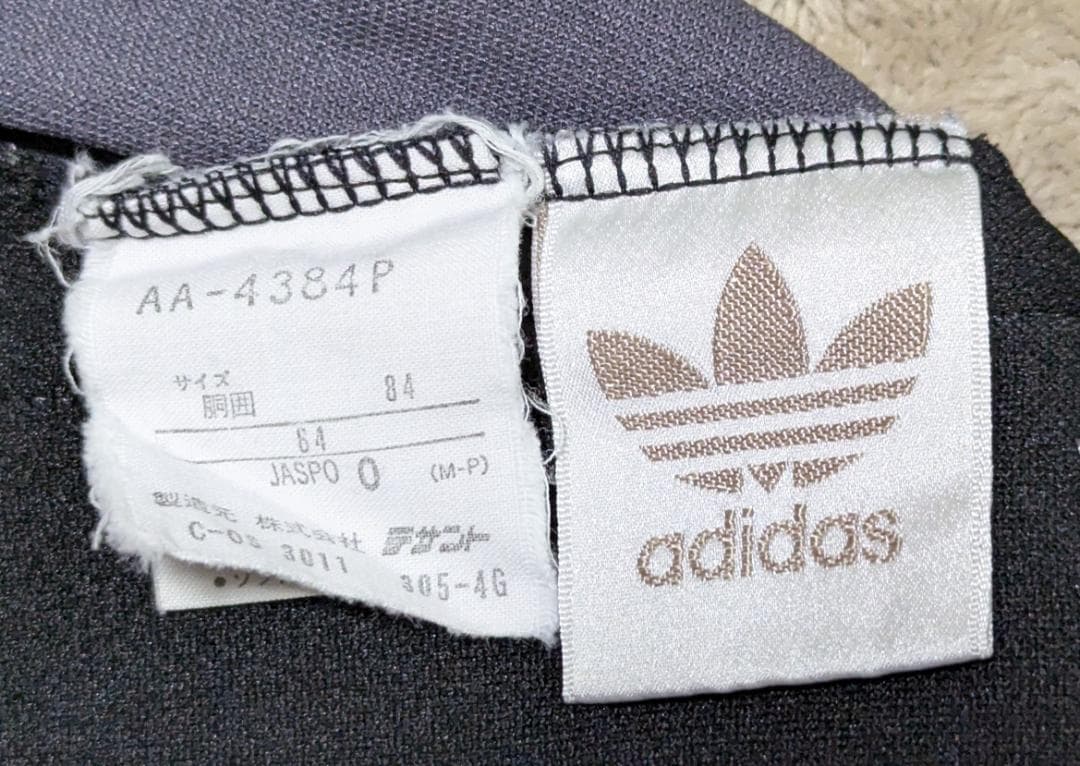 AA-4384P
サイズ
胴囲 84
64
JASPO O (M-P)
製造元 株式会社 デサント
C-OS 3011 305-4G
adidas